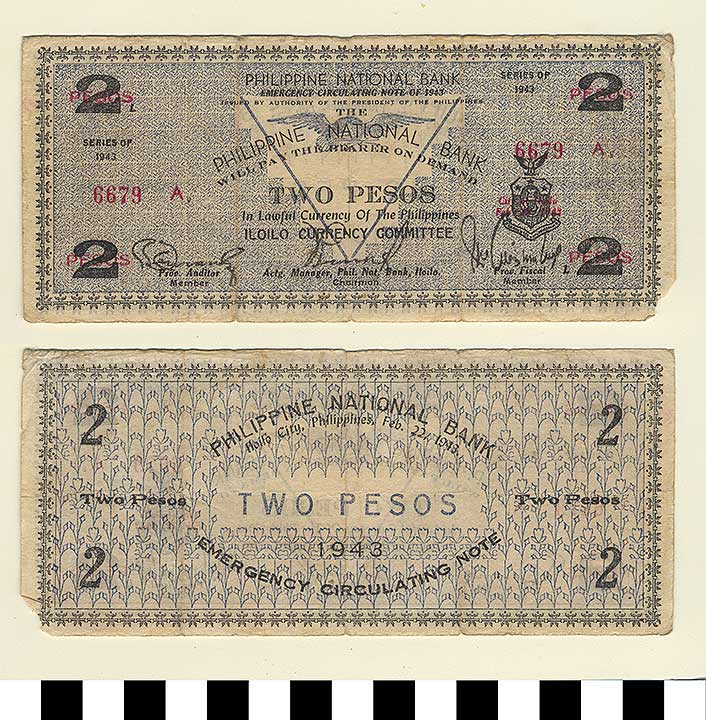 2 PESOS
PHILIPPINE NATIONAL BANK
EMERGENCY CIRCULATING NOTE OF 1943
ISSUED BY AUTHORITY OF THE PRESIDENT OF THE PHILIPPINES
SERIES OF
1943
2 PESOS
SERIES OF
1943
THE
PHILIPPINE NATIONAL BANK
WILL PAY THE BEARER ON DEMAND
6679 A
6679 A
TWO PESOS
In Lawful Currency Of The Philippines
ILOILO CURRENCY COMMITTEE
2 PESOS
2 PESOS
Prov. Auditor
Member
Actg. Manager, Phil. Nat. Bank, Iloilo.
Chairman
Prov. Fiscal
Member
L
2
PHILIPPINE NATIONAL BANK
2
Iloilo City, Philippines, Feb. 22, 1943.
Two Pesos
TWO PESOS
Two Pesos
1943
2
EMERGENCY CIRCULATING NOTE
2